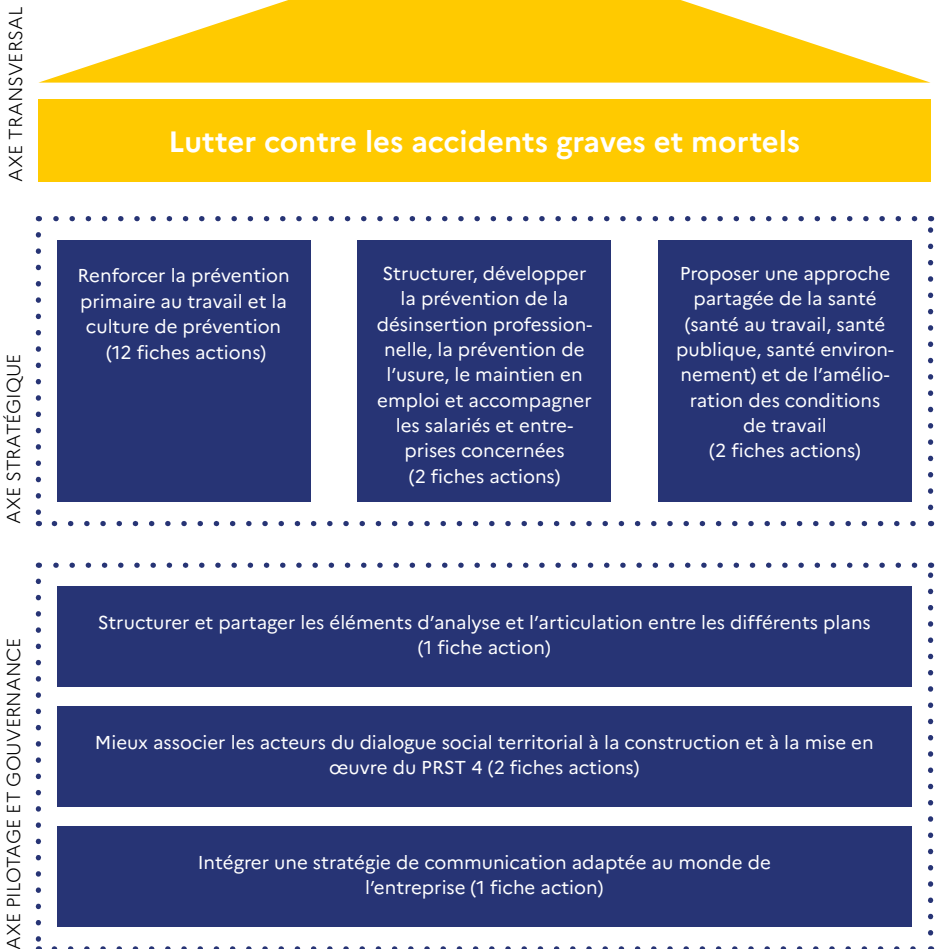 AXE TRANSVERSAL
Lutter contre les accidents graves et mortels
AXE STRATÉGIQUE
Renforcer la prévention
primaire au travail et la
culture de prévention
(12 fiches actions)
Structurer, développer
la prévention de la
désinsertion profession-
nelle, la prévention de
l'usure, le maintien en
emploi et accompagner
les salariés et entre-
prises concernées
(2 fiches actions)
Proposer une approche
partagée de la santé
(santé au travail, santé
publique, santé environ-
nement) et de l'amélio-
ration des conditions
de travail
(2 fiches actions)
AXE PILOTAGE ET GOUVERNANCE
Structurer et partager les éléments d'analyse et l'articulation entre les différents plans
(1 fiche action)
Mieux associer les acteurs du dialogue social territorial à la construction et à la mise en
œuvre du PRST 4 (2 fiches actions)
Intégrer une stratégie de communication adaptée au monde de
l'entreprise (1 fiche action)